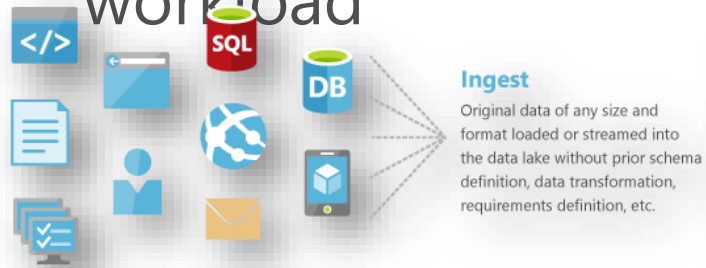 workload
</>
SQL
DB
Ingest
Original data of any size and
format loaded or streamed into
the data lake without prior schema
definition, data transformation,
requirements definition, etc.